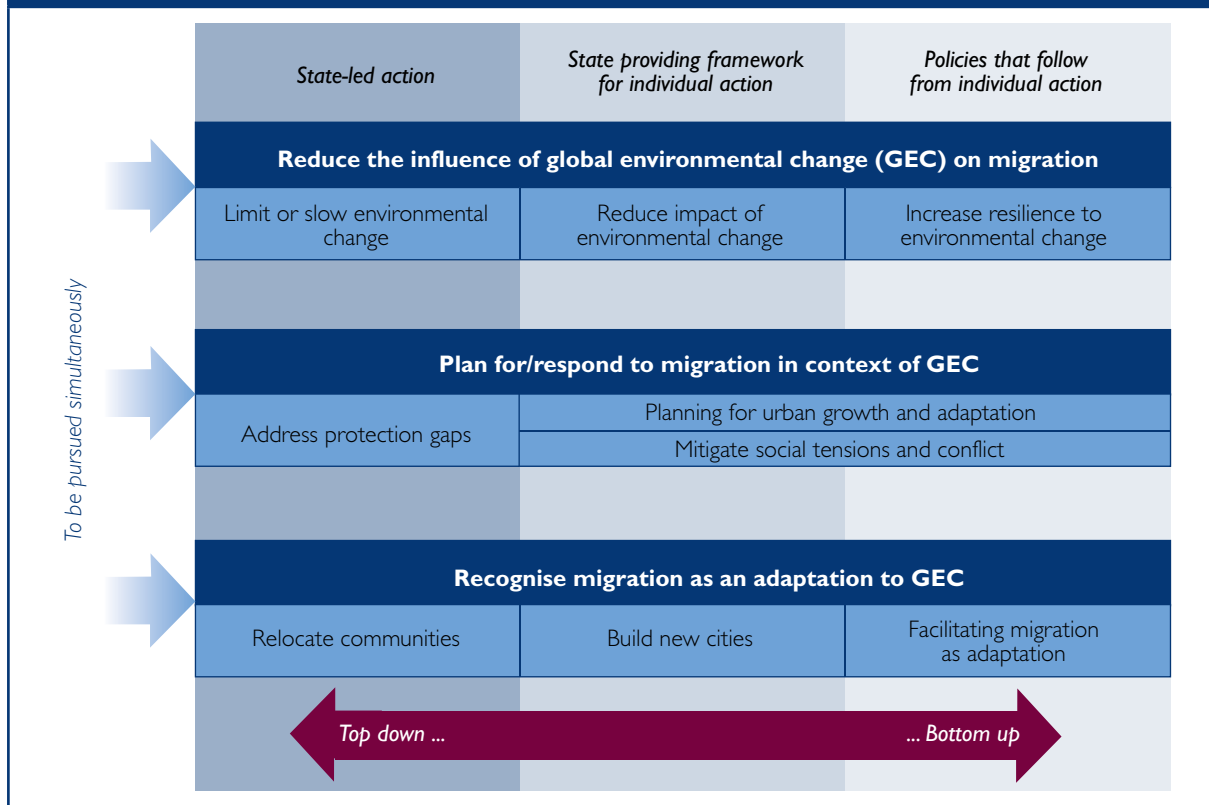 State-led action
State providing framework
for individual action
Policies that follow
from individual action
Reduce the influence of global environmental change (GEC) on migration
Limit or slow environmental
change
Reduce impact of
environmental change
Increase resilience to
environmental change
To be pursued simultaneously
Plan for/respond to migration in context of GEC
Address protection gaps
Planning for urban growth and adaptation
Mitigate social tensions and conflict
Recognise migration as an adaptation to GEC
Relocate communities
Build new cities
Facilitating migration
as adaptation
Top down ...
... Bottom up